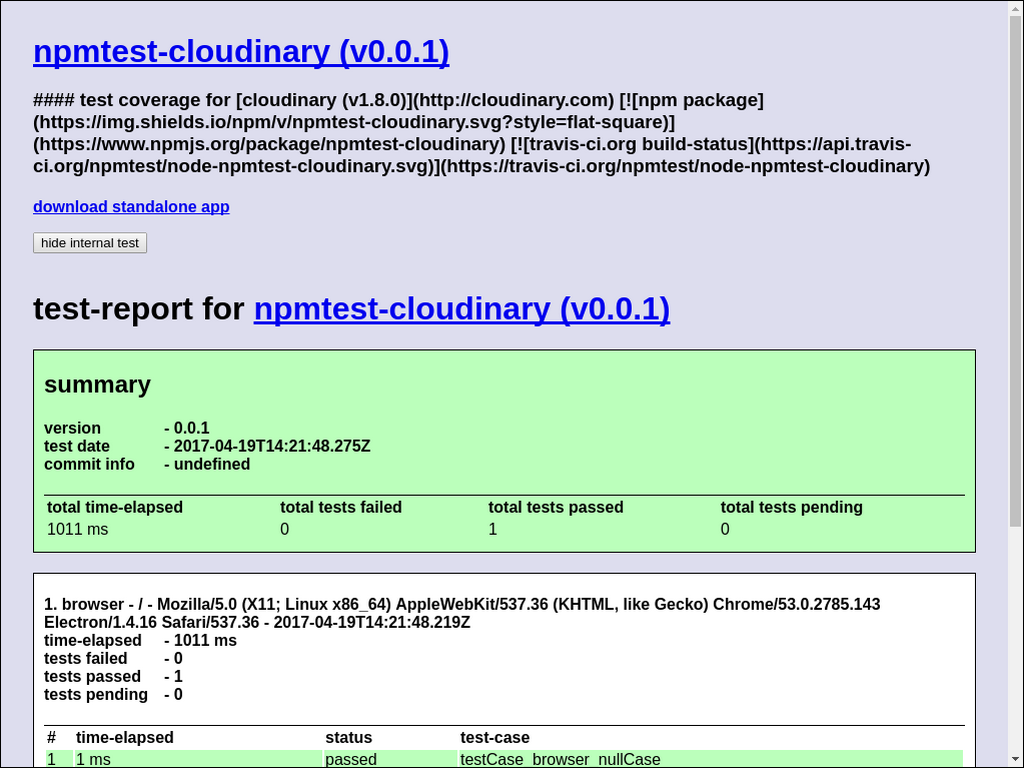 npmtest-cloudinary (v0.0.1)
#### test coverage for [cloudinary (v1.8.0)](http://cloudinary.com) [![npm package]
(https://img.shields.io/npm/v/npmtest-cloudinary.svg?style=flat-square)]
(https://www.npmjs.org/package/npmtest-cloudinary) [![travis-ci.org build-status](https://api.travis-
ci.org/npmtest/node-npmtest-cloudinary.svg)](https://travis-ci.org/npmtest/node-npmtest-cloudinary)
download standalone app
hide internal test
test-report for npmtest-cloudinary (v0.0.1)
summary
version - 0.0.1
test date - 2017-04-19T14:21:48.275Z
commit info - undefined
total time-elapsed total tests failed total tests passed total tests pending
1011 ms 0 1 0
1. browser - / - Mozilla/5.0 (X11; Linux x86_64) AppleWebKit/537.36 (KHTML, like Gecko) Chrome/53.0.2785.143
Electron/1.4.16 Safari/537.36 - 2017-04-19T14:21:48.219Z
time-elapsed - 1011 ms
tests failed - 0
tests passed - 1
tests pending - 0
# time-elapsed status test-case
1 1 ms passed testCase_browser_nullCase